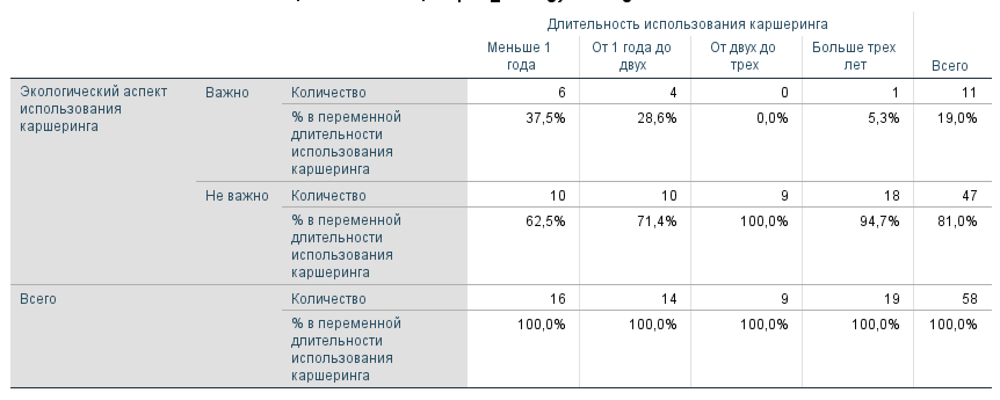 Длительность использования каршеринга
Меньше 1 года
От 1 года до двух
От двух до трех
Больше трех лет
Всего
Экологический аспект использования каршеринга
Важно
Количество
6 4 0 1 11
% в переменной длительности использования каршеринга
37,5% 28,6% 0,0% 5,3% 19,0%
Не важно
Количество
10 10 9 18 47
% в переменной длительности использования каршеринга
62,5% 71,4% 100,0% 94,7% 81,0%
Всего
Количество
16 14 9 19 58
% в переменной длительности использования каршеринга
100,0% 100,0% 100,0% 100,0% 100,0%